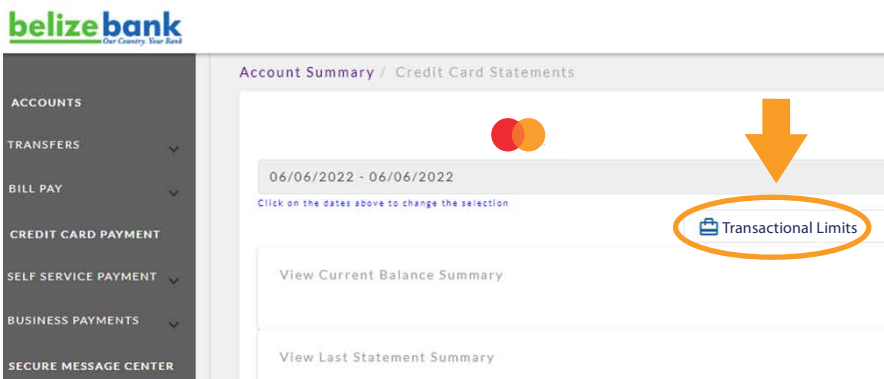 belizebank
Our Country. Your Bank
Account Summary / Credit Card Statements
ACCOUNTS
TRANSFERS
BILL PAY
CREDIT CARD PAYMENT
SELF SERVICE PAYMENT
BUSINESS PAYMENTS
SECURE MESSAGE CENTER
06/06/2022 - 06/06/2022
Click on the dates above to change the selection
Transactional Limits
View Current Balance Summary
View Last Statement Summary